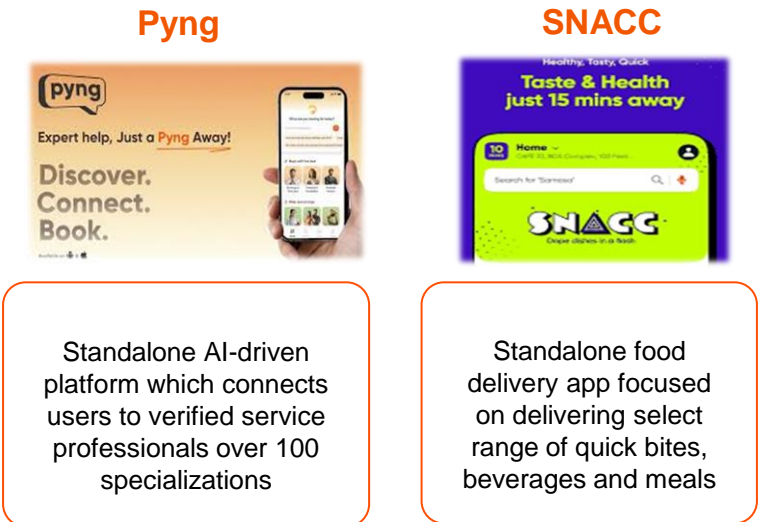 Pyng
pyng
Expert help, Just a Pyng Away!
Discover.
Connect.
Book.
Standalone AI-driven
platform which connects
users to verified service
professionals over 100
specializations
SNACC
Healthy, Tasty, Quick
Taste & Health
just 15 mins away
10
Home
Search for 'Samosa'
SNACC
Dope dishes in a flash
Standalone food
delivery app focused
on delivering select
range of quick bites,
beverages and meals